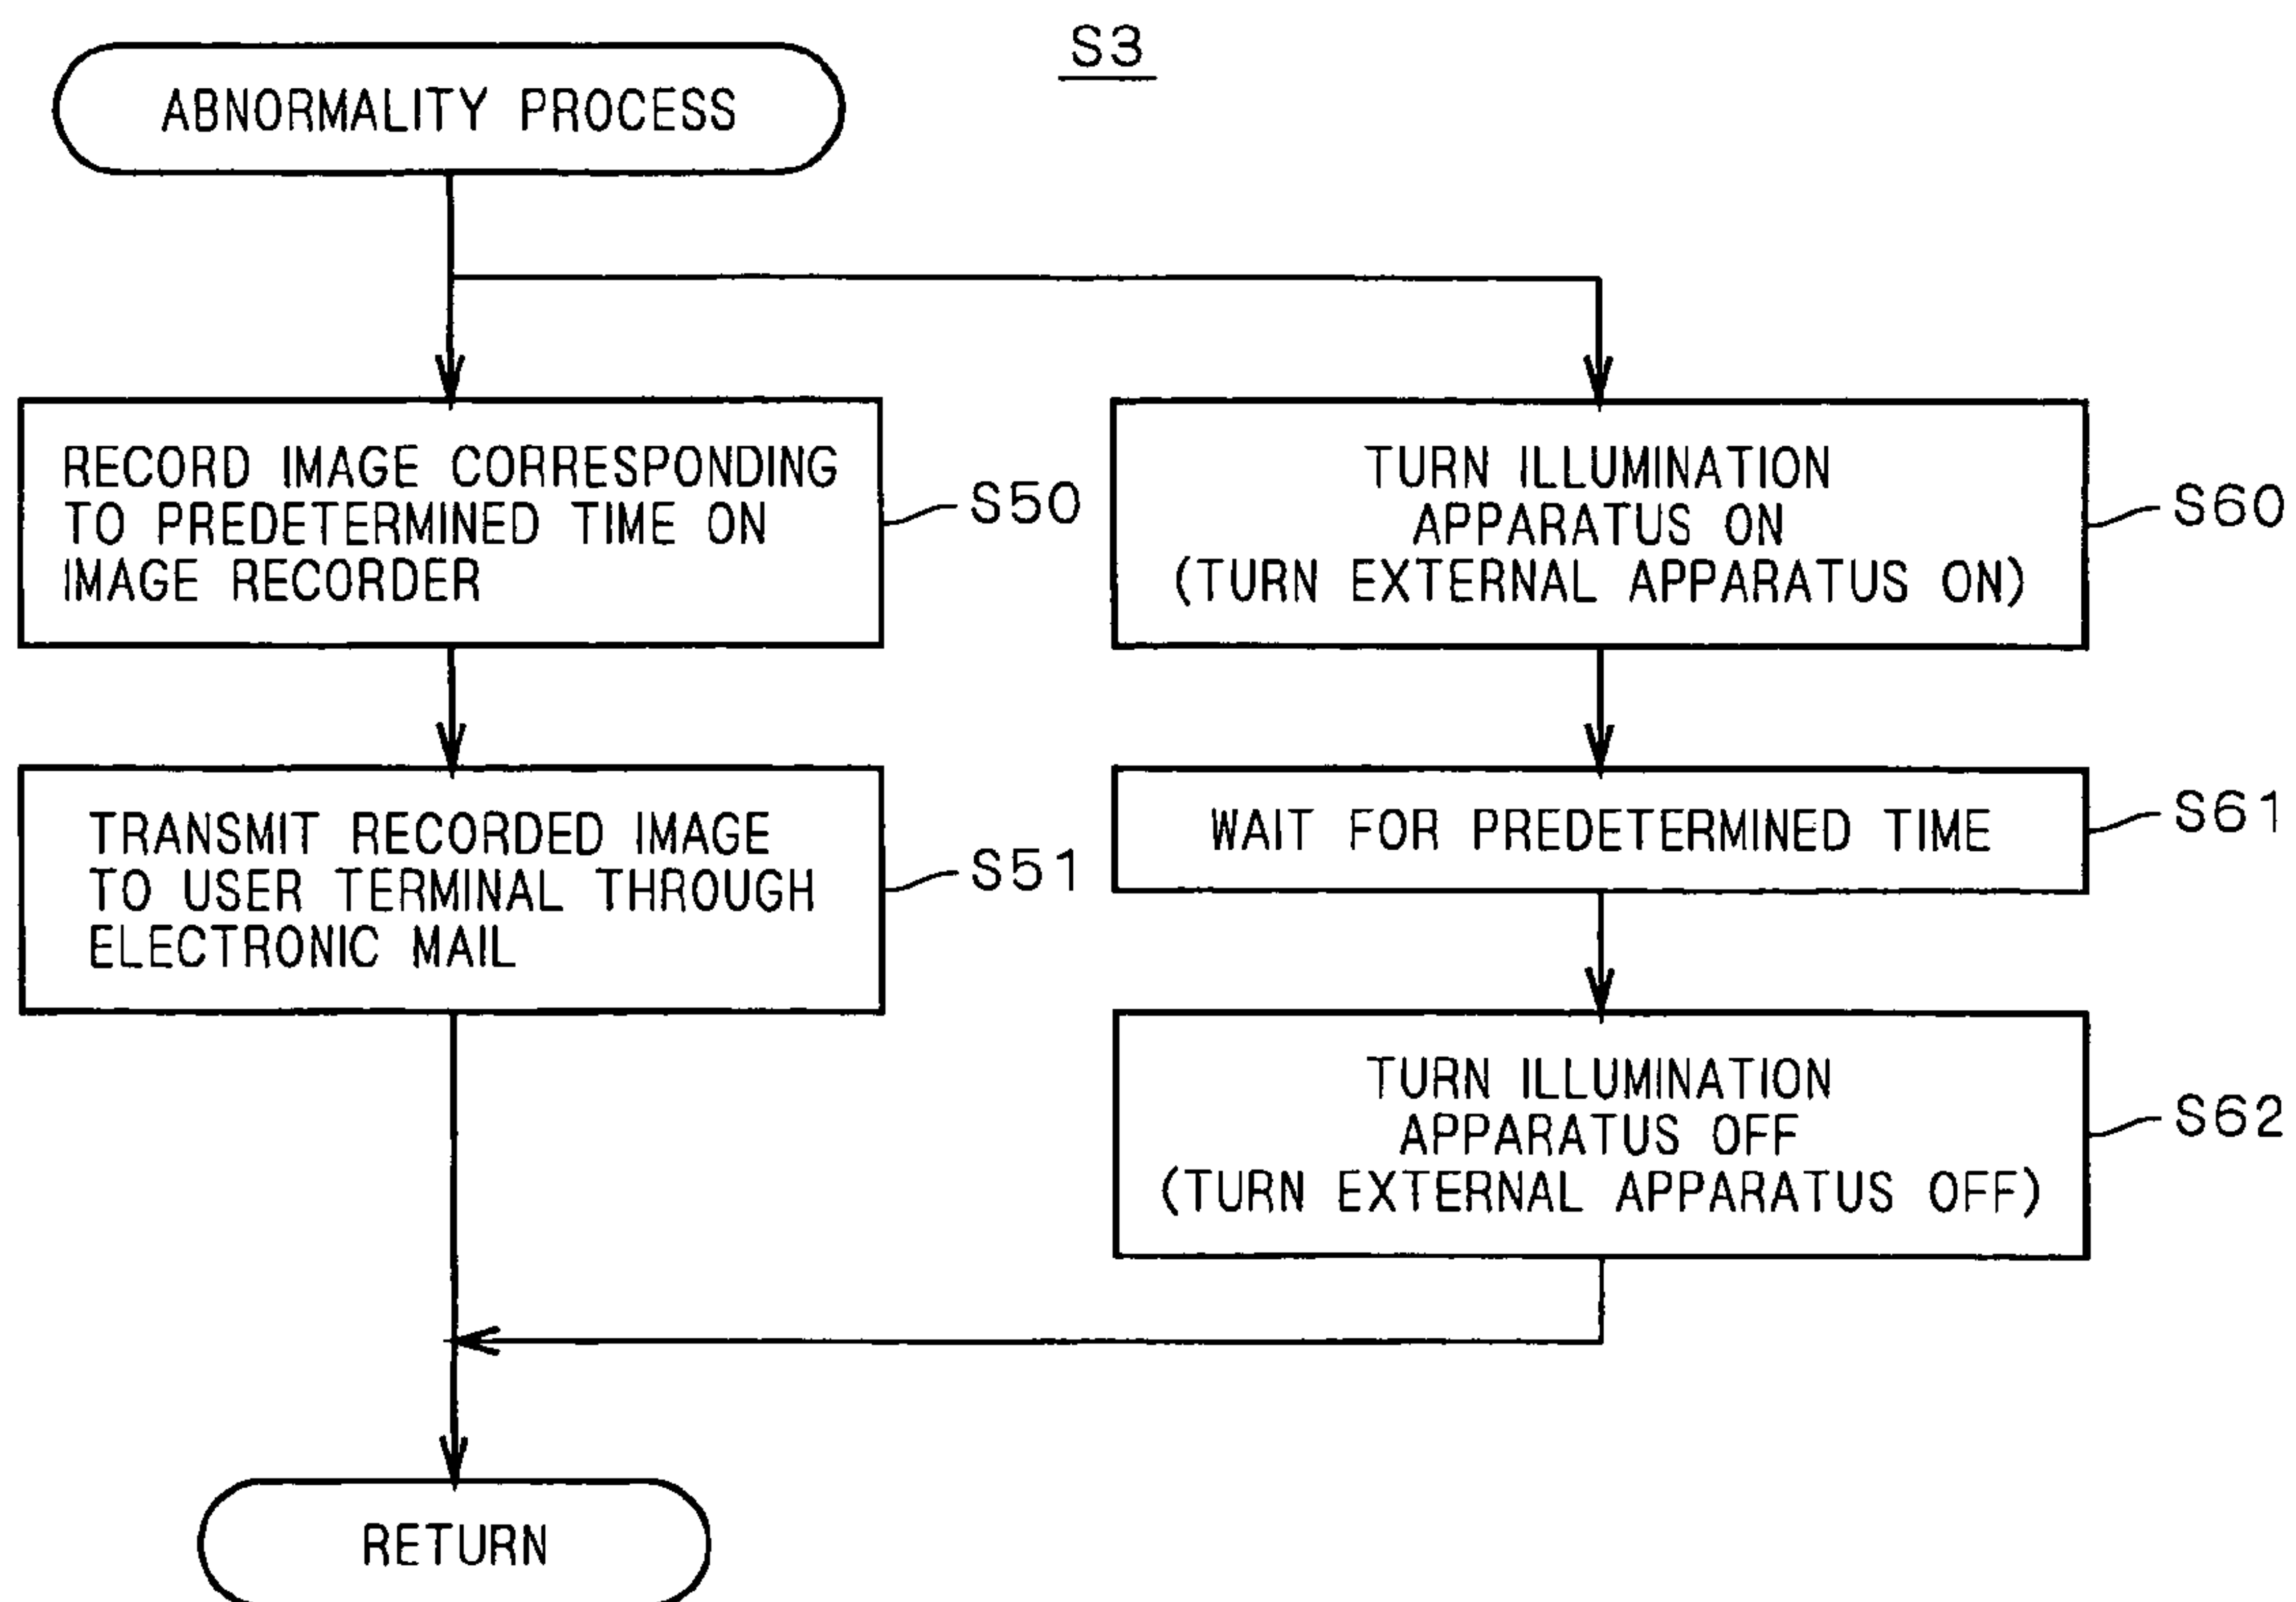 S3
ABNORMALITY PROCESS
RECORD IMAGE CORRESPONDING
TO PREDETERMINED TIME ON
IMAGE RECORDER
S50
TURN ILLUMINATION
APPARATUS ON
(TURN EXTERNAL APPARATUS ON)
S60
TRANSMIT RECORDED IMAGE
TO USER TERMINAL THROUGH
ELECTRONIC MAIL
S51
WAIT FOR PREDETERMINED TIME
S61
TURN ILLUMINATION
APPARATUS OFF
(TURN EXTERNAL APPARATUS OFF)
S62
RETURN